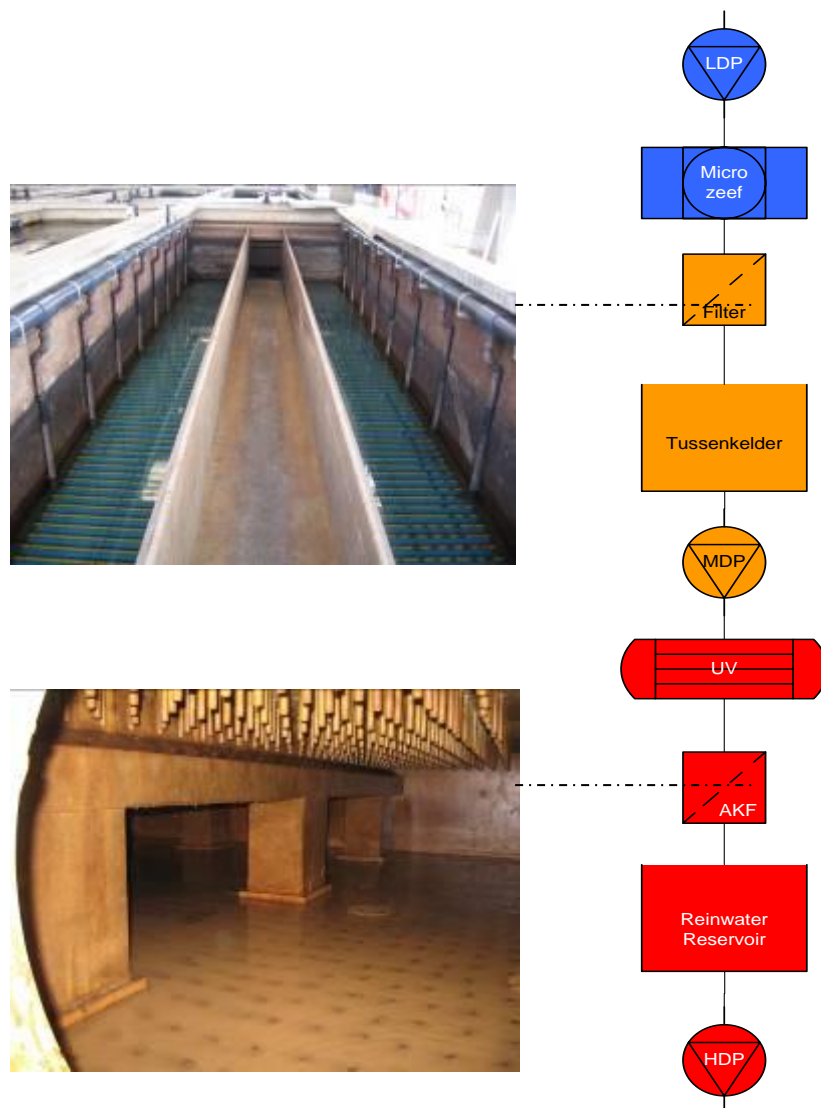 LDP
Micro
zeef
Filter
Tussenkelder
MDP
UV
AKF
Reinwater
Reservoir
HDP